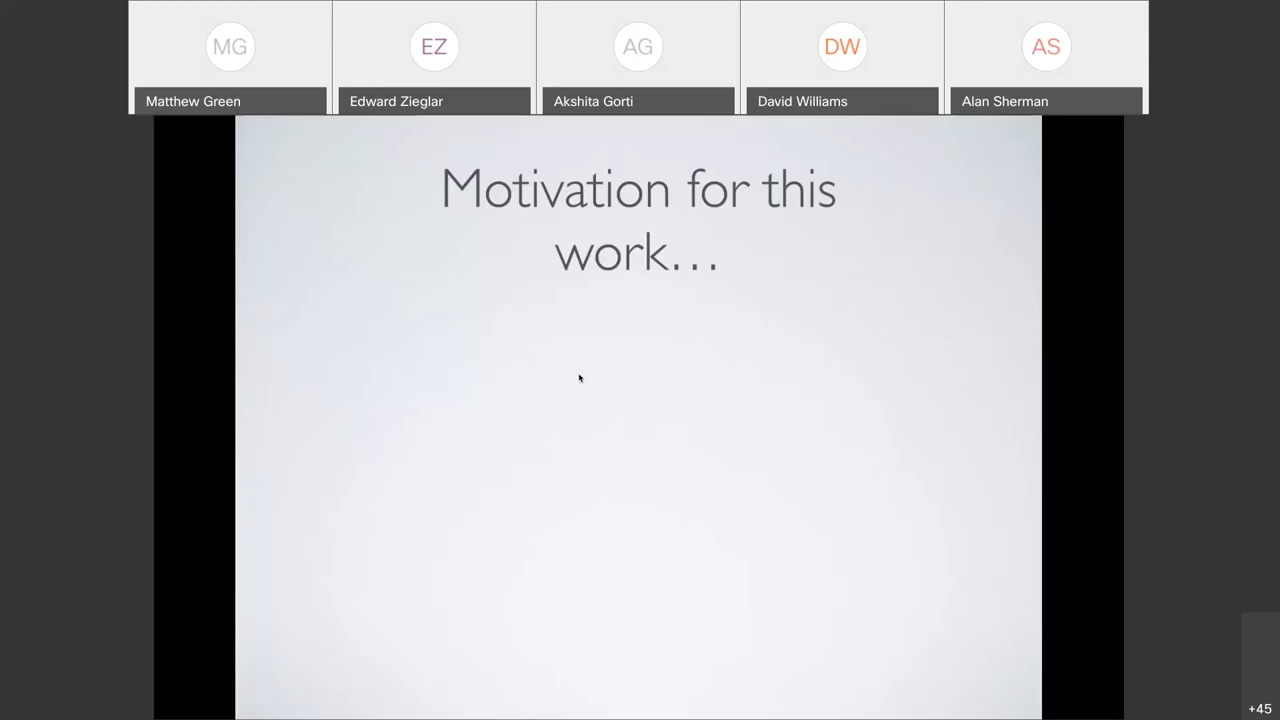 MG
EZ
AG
DW
AS
Matthew Green
Edward Zieglar
Akshita Gorti
David Williams
Alan Sherman
Motivation for this
work…
+45